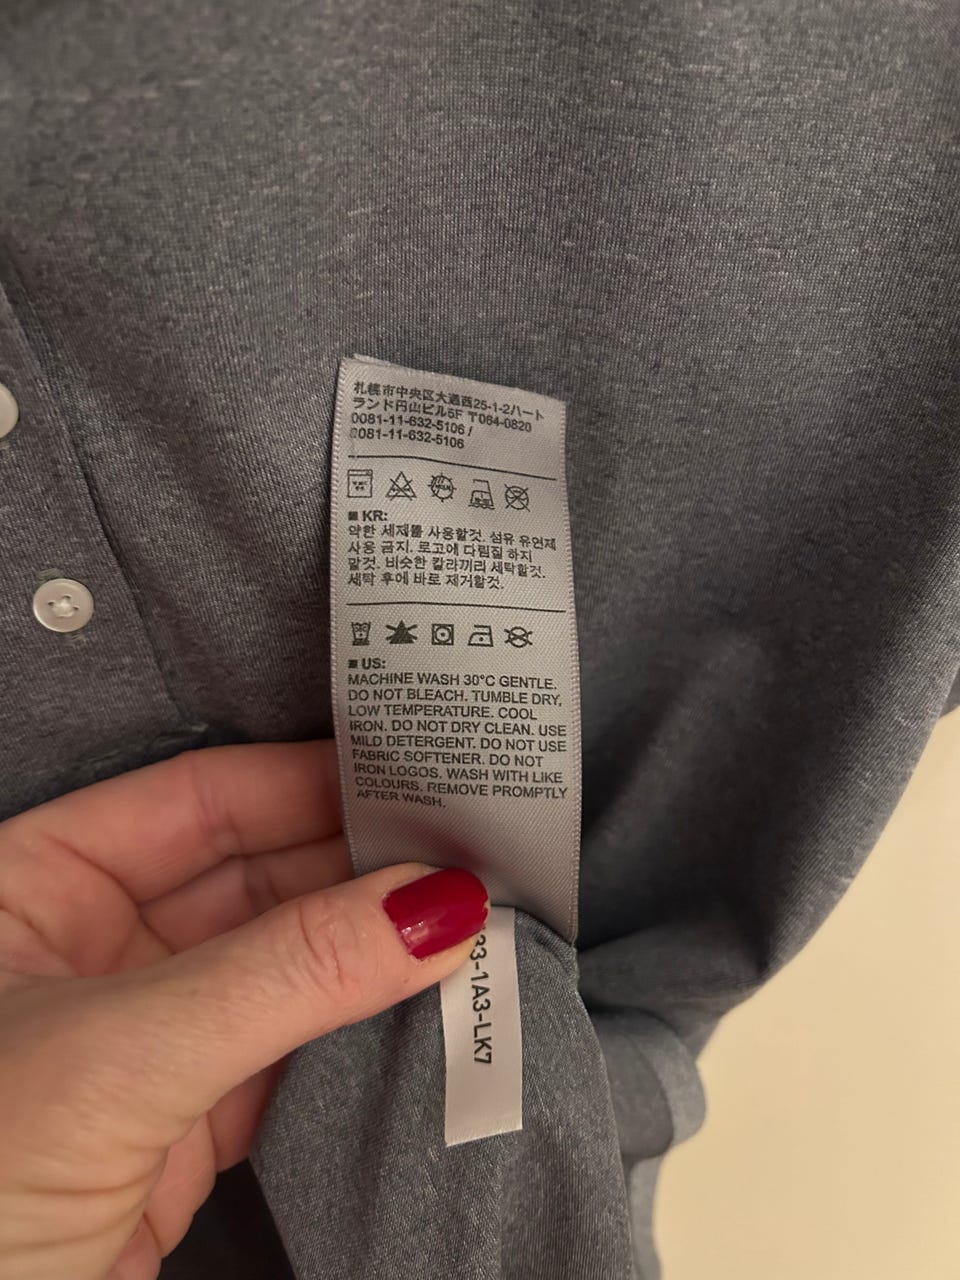 札幌市中央区大通西25-1-2ハート
ランド円山ビル5F 〒064-0820
0081-11-632-5106 /
0081-11-632-5106
■ KR:
약한 세제를 사용할것. 섬유 유연제
사용 금지. 로고에 다림질 하지
말것. 비슷한 칼라끼리 세탁할것.
세탁 후에 바로 제거할것.
■ US:
MACHINE WASH 30°C GENTLE.
DO NOT BLEACH. TUMBLE DRY,
LOW TEMPERATURE. COOL
IRON. DO NOT DRY CLEAN. USE
MILD DETERGENT. DO NOT USE
FABRIC SOFTENER. DO NOT
IRON LOGOS. WASH WITH LIKE
COLOURS. REMOVE PROMPTLY
AFTER WASH.
33-1A3-LK7